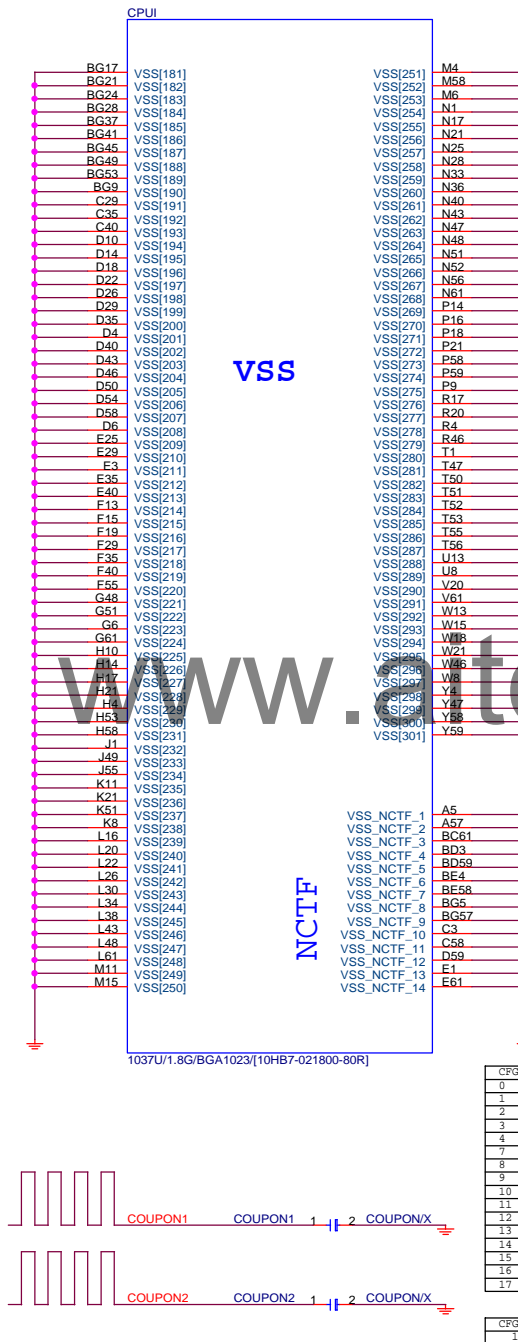 CPUI
BG17 VSS[181]
BG21 VSS[182]
BG24 VSS[183]
BG28 VSS[184]
BG37 VSS[185]
BG41 VSS[186]
BG45 VSS[187]
BG49 VSS[188]
BG53 VSS[189]
BG9 VSS[190]
C29 VSS[191]
C35 VSS[192]
C40 VSS[193]
D10 VSS[194]
D14 VSS[195]
D18 VSS[196]
D22 VSS[197]
D26 VSS[198]
D29 VSS[199]
D35 VSS[200]
D4 VSS[201]
D40 VSS[202]
D43 VSS[203]
D46 VSS[204]
D50 VSS[205]
D54 VSS[206]
D58 VSS[207]
D6 VSS[208]
E25 VSS[209]
E29 VSS[210]
E3 VSS[211]
E35 VSS[212]
E40 VSS[213]
F13 VSS[214]
F15 VSS[215]
F19 VSS[216]
F29 VSS[217]
F35 VSS[218]
F40 VSS[219]
F55 VSS[220]
G48 VSS[221]
G51 VSS[222]
G6 VSS[223]
G61 VSS[224]
H10 VSS[225]
H14 VSS[226]
H17 VSS[227]
H21 VSS[228]
H4 VSS[229]
H53 VSS[230]
H58 VSS[231]
J1 VSS[232]
J49 VSS[233]
J55 VSS[234]
K11 VSS[235]
K21 VSS[236]
K51 VSS[237]
K8 VSS[238]
L16 VSS[239]
L20 VSS[240]
L22 VSS[241]
L26 VSS[242]
L30 VSS[243]
L34 VSS[244]
L38 VSS[245]
L43 VSS[246]
L48 VSS[247]
L61 VSS[248]
M11 VSS[249]
M15 VSS[250]
VSS
VSS[251] M4
VSS[252] M58
VSS[253] M6
VSS[254] N1
VSS[255] N17
VSS[256] N21
VSS[257] N25
VSS[258] N28
VSS[259] N33
VSS[260] N36
VSS[261] N40
VSS[262] N43
VSS[263] N47
VSS[264] N48
VSS[265] N51
VSS[266] N52
VSS[267] N56
VSS[268] N61
VSS[269] P14
VSS[270] P16
VSS[271] P18
VSS[272] P21
VSS[273] P58
VSS[274] P59
VSS[275] P9
VSS[276] R17
VSS[277] R20
VSS[278] R4
VSS[279] R46
VSS[280] T1
VSS[281] T47
VSS[282] T50
VSS[283] T51
VSS[284] T52
VSS[285] T53
VSS[286] T55
VSS[287] T56
VSS[288] U13
VSS[289] U8
VSS[290] V20
VSS[291] V61
VSS[292] W13
VSS[293] W15
VSS[294] W18
VSS[295] W21
VSS[296] W46
VSS[297] W8
VSS[298] Y4
VSS[299] Y47
VSS[300] Y58
VSS[301] Y59
www.aite
NCTF
VSS_NCTF_1 A5
VSS_NCTF_2 A57
VSS_NCTF_3 BC61
VSS_NCTF_4 BD3
VSS_NCTF_5 BD59
VSS_NCTF_6 BE4
VSS_NCTF_7 BE58
VSS_NCTF_8 BG5
VSS_NCTF_9 BG57
VSS_NCTF_10 C3
VSS_NCTF_11 C58
VSS_NCTF_12 D59
VSS_NCTF_13 E1
VSS_NCTF_14 E61
1037U/1.8G/BGA1023/[10HB7-021800-80R]
COUPON1 COUPON1 1 2 COUPON/X
COUPON2 COUPON2 1 2 COUPON/X
CFG
0
1
2
3
4
7
8
9
10
11
12
13
14
15
16
17
CFG
1